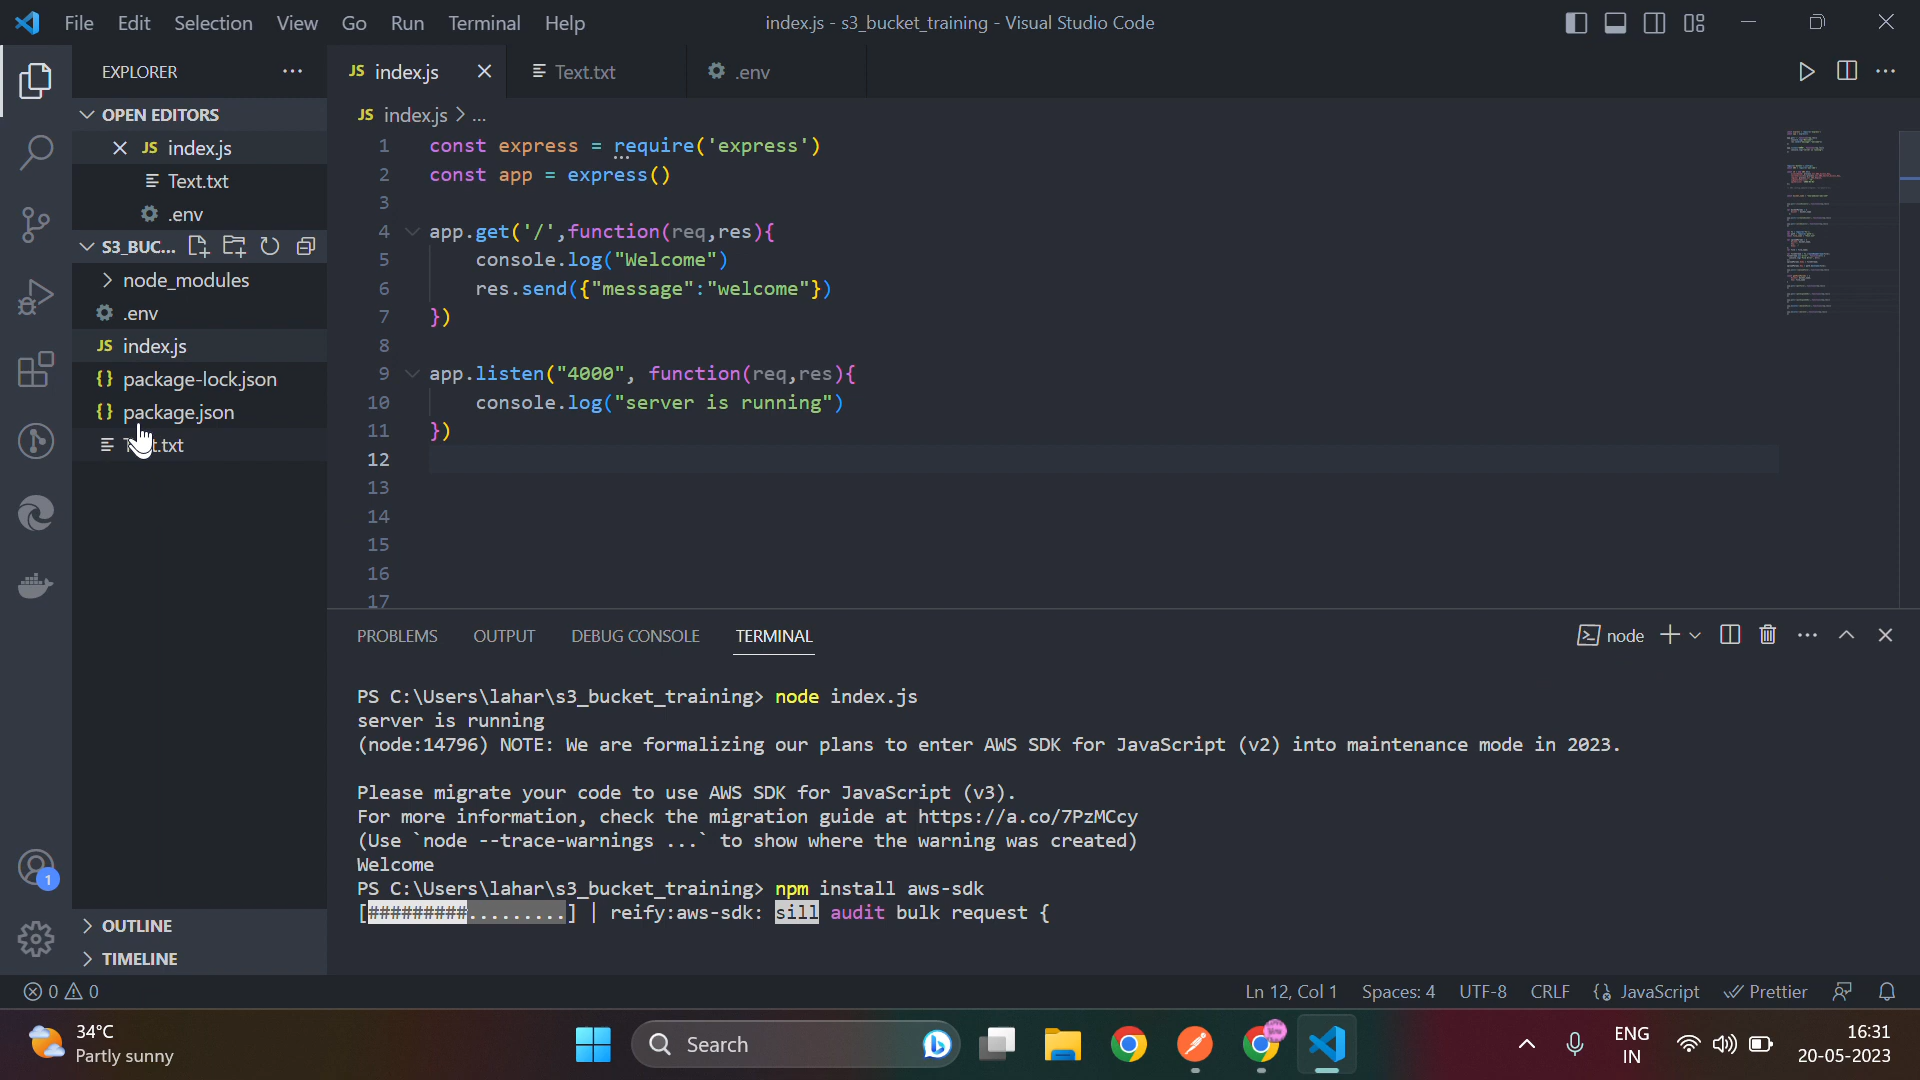 File Edit Selection View Go Run Terminal Help index.js - s3_bucket_training - Visual Studio Code
EXPLORER
JS index.js Text.txt .env
OPEN EDITORS
JS index.js
Text.txt
.env
S3_BUC...
node_modules
.env
JS index.js
{} package-lock.json
{} package.json
.txt
OUTLINE
TIMELINE
JS index.js > ...
1 const express = require('express')
2 const app = express()
3
4 app.get('/',function(req,res){
5 console.log("Welcome")
6 res.send({"message":"welcome"})
7 })
8
9 app.listen("4000", function(req,res){
10 console.log("server is running")
11 })
12
13
14
15
16
17
PROBLEMS OUTPUT DEBUG CONSOLE TERMINAL
node
PS C:\Users\lahar\s3_bucket_training> node index.js
server is running
(node:14796) NOTE: We are formalizing our plans to enter AWS SDK for JavaScript (v2) into maintenance mode in 2023.
Please migrate your code to use AWS SDK for JavaScript (v3).
For more information, check the migration guide at https://a.co/7PzMCcy
(Use `node --trace-warnings ...` to show where the warning was created)
Welcome
PS C:\Users\lahar\s3_bucket_training> npm install aws-sdk
[#########.........] | reify:aws-sdk: sill audit bulk request {
1
0 0 Ln 12, Col 1 Spaces: 4 UTF-8 CRLF {} JavaScript Prettier
34°C
Partly sunny
Search
ENG
IN
16:31
20-05-2023